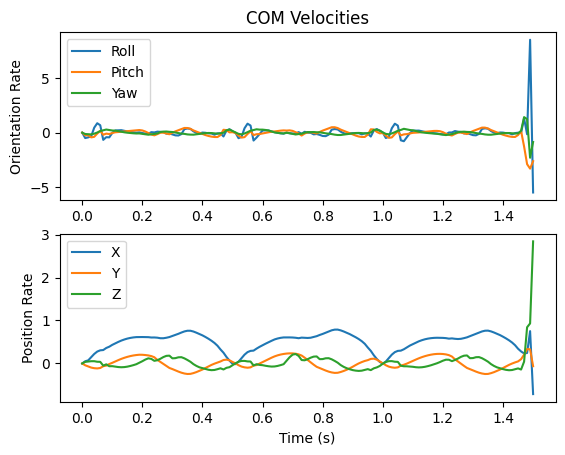 COM Velocities
Orientation Rate
Roll
Pitch
Yaw
5
0
−5
0.0 0.2 0.4 0.6 0.8 1.0 1.2 1.4
Position Rate
X
Y
Z
3
2
1
0
0.0 0.2 0.4 0.6 0.8 1.0 1.2 1.4
Time (s)